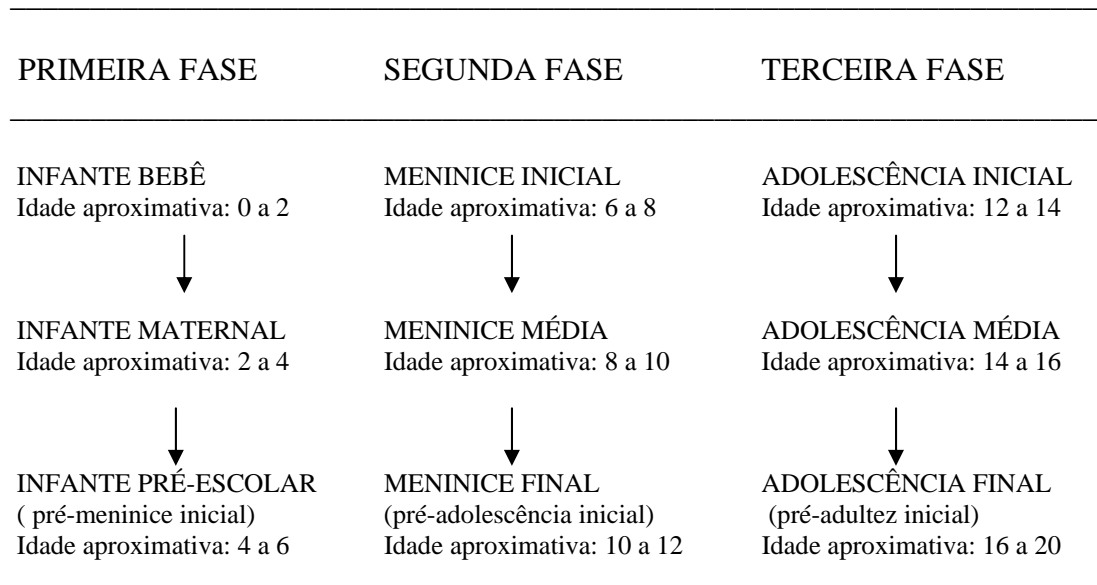 PRIMEIRA FASE SEGUNDA FASE TERCEIRA FASE
INFANTE BEBÊ MENINICE INICIAL ADOLESCÊNCIA INICIAL
Idade aproximativa: 0 a 2 Idade aproximativa: 6 a 8 Idade aproximativa: 12 a 14
INFANTE MATERNAL MENINICE MÉDIA ADOLESCÊNCIA MÉDIA
Idade aproximativa: 2 a 4 Idade aproximativa: 8 a 10 Idade aproximativa: 14 a 16
INFANTE PRÉ-ESCOLAR MENINICE FINAL ADOLESCÊNCIA FINAL
( pré-meninice inicial) (pré-adolescência inicial) (pré-adultez inicial)
Idade aproximativa: 4 a 6 Idade aproximativa: 10 a 12 Idade aproximativa: 16 a 20